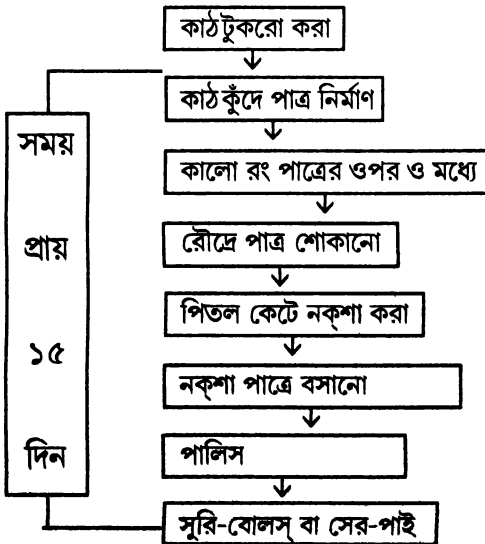 কাঠ টুকরো করা
কাঠ কুঁদে পাত্র নির্মাণ
কালো রং পাত্রের ওপর ও মধ্যে
রৌদ্রে পাত্র শোকানো
পিতল কেটে নক্‌শা করা
নক্‌শা পাত্রে বসানো
পালিস
সুরি-বোলস্ বা সের-পাই
সময়
প্রায়
১৫
দিন